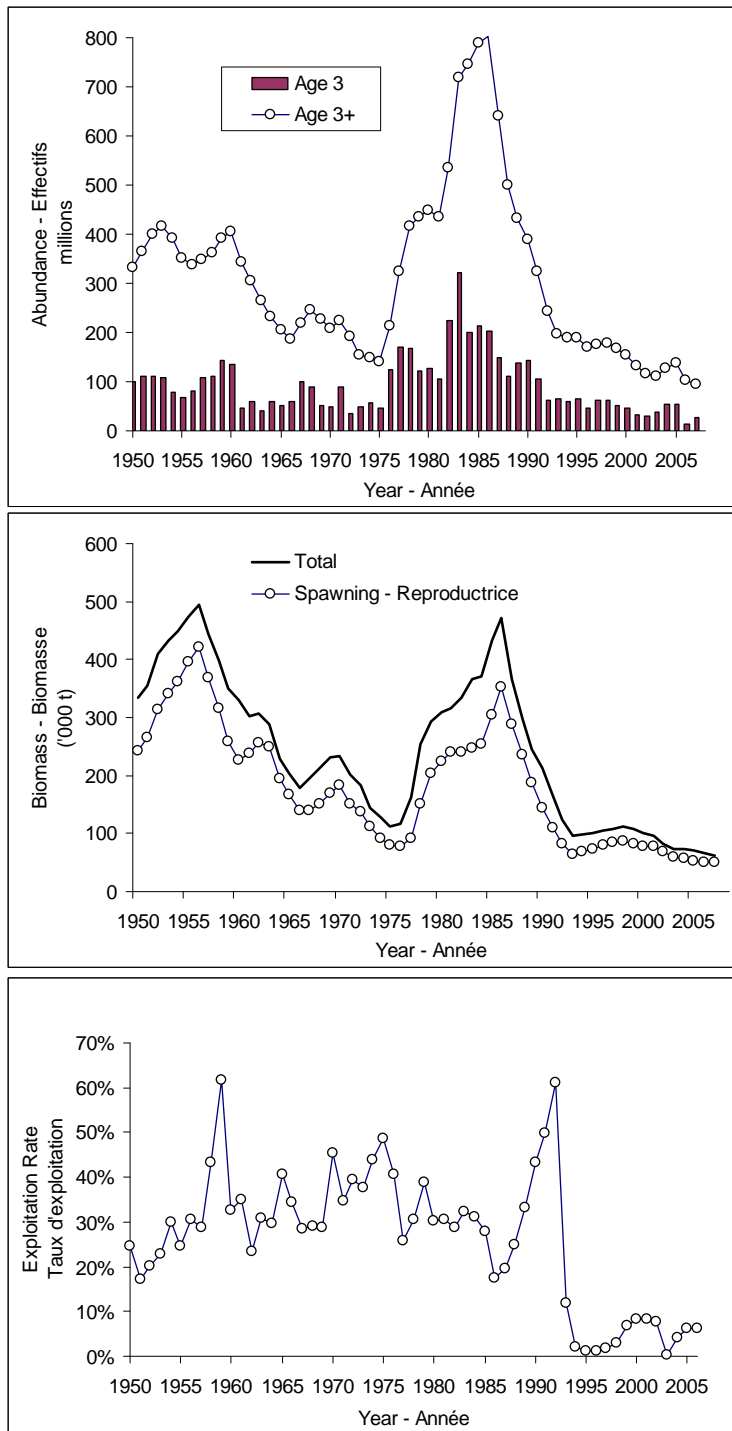 800
700
600
500
400
300
200
100
0
Abundance - Effectifs
millions
Age 3
Age 3+
1950 1955 1960 1965 1970 1975 1980 1985 1990 1995 2000 2005
Year - Année
600
500
400
300
200
100
0
Biomass - Biomasse
('000 t)
Total
Spawning - Reproductrice
1950 1955 1960 1965 1970 1975 1980 1985 1990 1995 2000 2005
Year - Année
70%
60%
50%
40%
30%
20%
10%
0%
Exploitation Rate
Taux d'exploitation
1950 1955 1960 1965 1970 1975 1980 1985 1990 1995 2000 2005
Year - Année